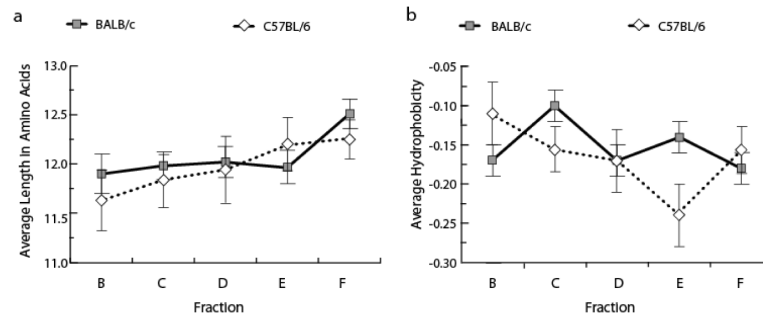 a
BALB/c
C57BL/6
Average Length in Amino Acids
13.0
12.5
12.0
11.5
11.0
B C D E F
Fraction
b
BALB/c
C57BL/6
Average Hydrophobicity
-0.05
-0.10
-0.15
-0.20
-0.25
-0.30
B C D E F
Fraction